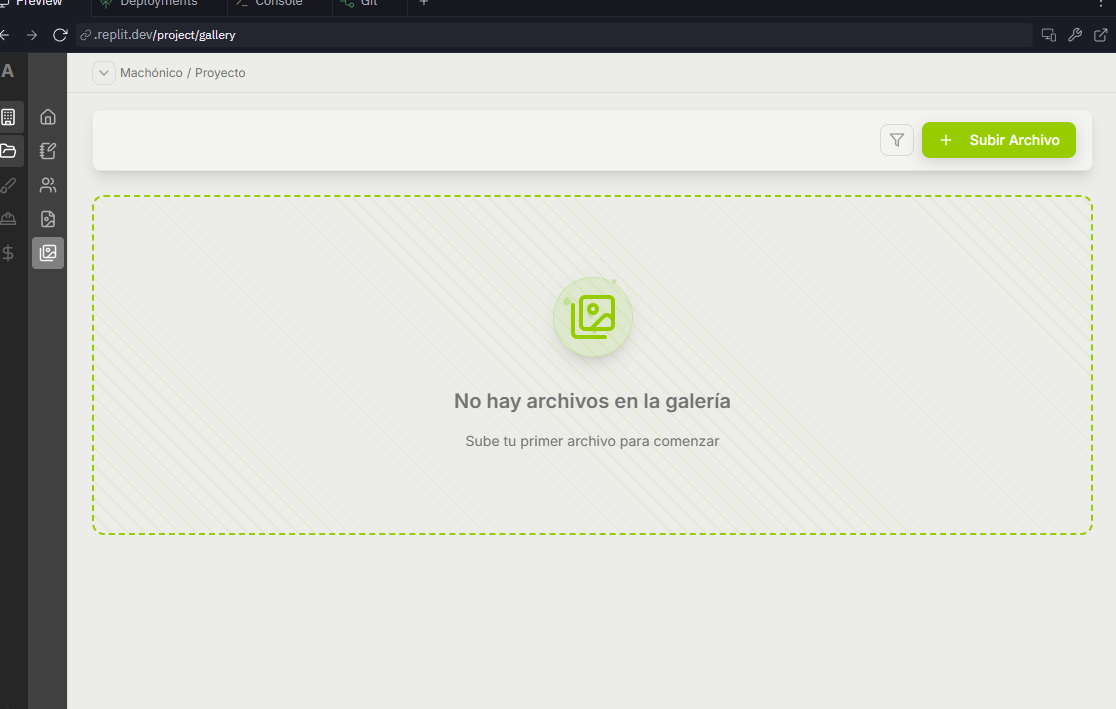 Preview
Deployments
Console
Git
.replit.dev/project/gallery
A
Machónico / Proyecto
Subir Archivo
No hay archivos en la galería
Sube tu primer archivo para comenzar